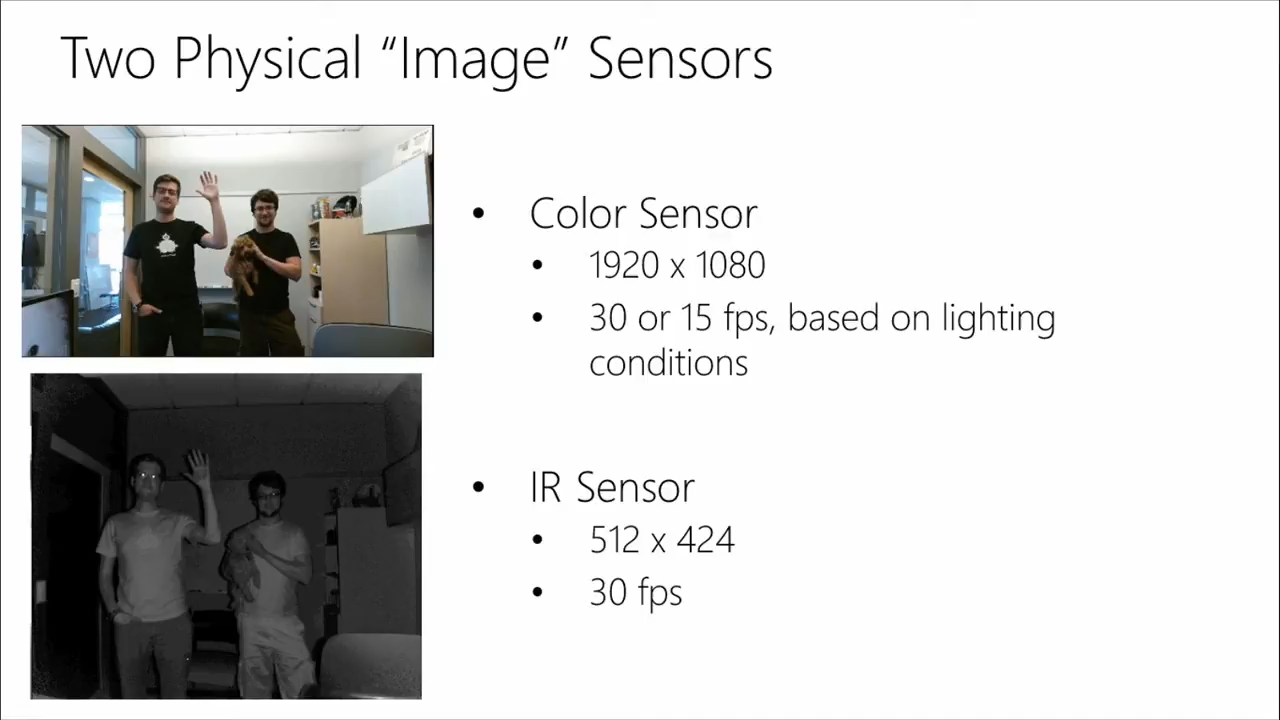 Two Physical “Image” Sensors
• Color Sensor
• 1920 x 1080
• 30 or 15 fps, based on lighting
conditions
• IR Sensor
• 512 x 424
• 30 fps